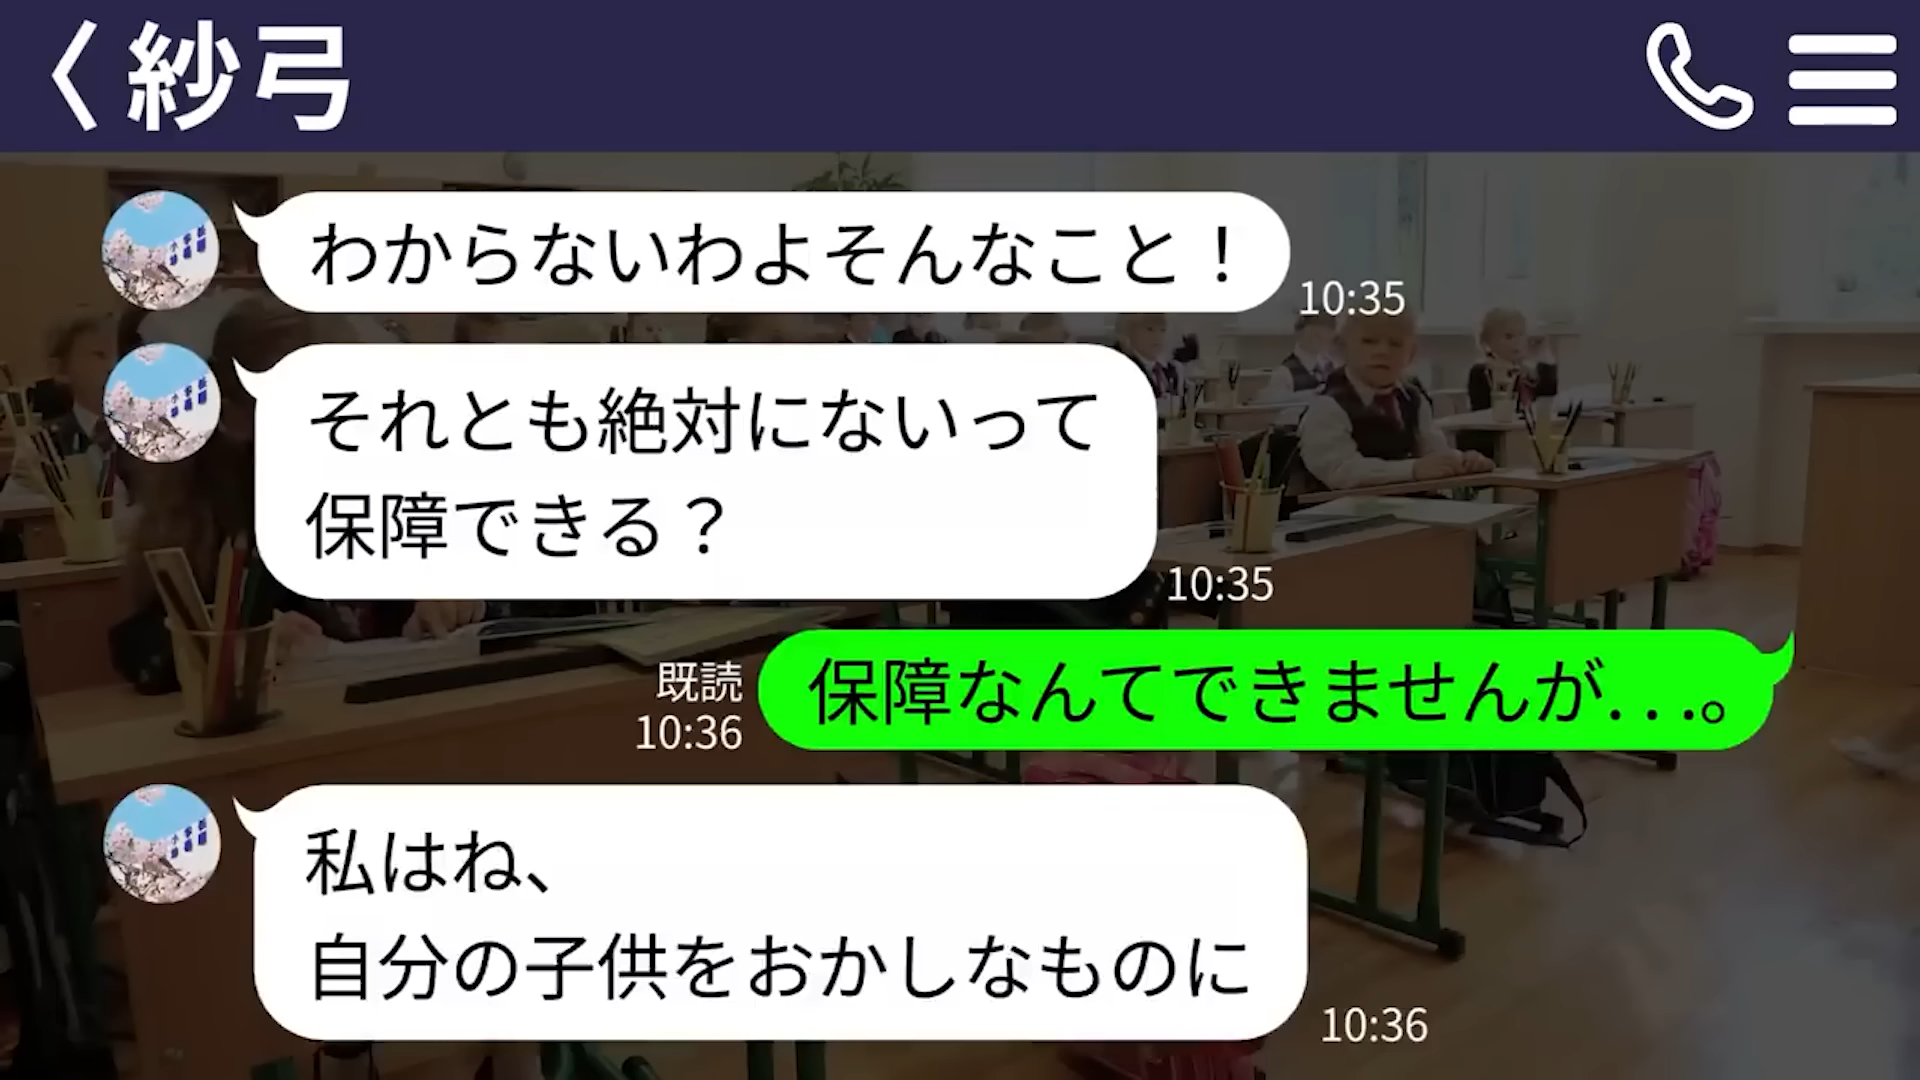 紗弓
わからないわよそんなこと！
10:35
それとも絶対にないって
保障できる？
10:35
保障なんてできませんが...。
既読
10:36
私はね、
自分の子供をおかしなものに
10:36